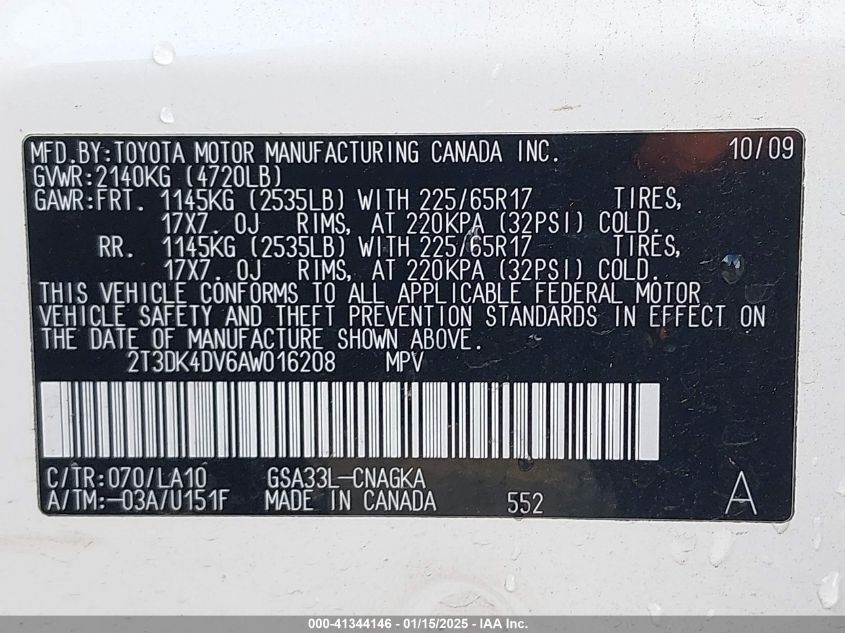 MFD.BY:TOYOTA MOTOR MANUFACTURING CANADA INC. 10/09
GVWR:2140KG (4720LB)
GAWR:FRT. 1145KG (2535LB) WITH 225/65R17 TIRES,
17X7. 0J RIMS, AT 220KPA (32PSI) COLD.
RR. 1145KG (2535LB) WITH 225/65R17 TIRES,
17X7. 0J RIMS, AT 220KPA (32PSI) COLD.
THIS VEHICLE CONFORMS TO ALL APPLICABLE FEDERAL MOTOR
VEHICLE SAFETY AND THEFT PREVENTION STANDARDS IN EFFECT ON
THE DATE OF MANUFACTURE SHOWN ABOVE.
2T3DK4DV6AW016208 MPV
C/TR:070/LA10 GSA33L-CNAGKA
A/TM:-03A/U151F MADE IN CANADA 552 A
000-41344146 - 01/15/2025 - IAA Inc.